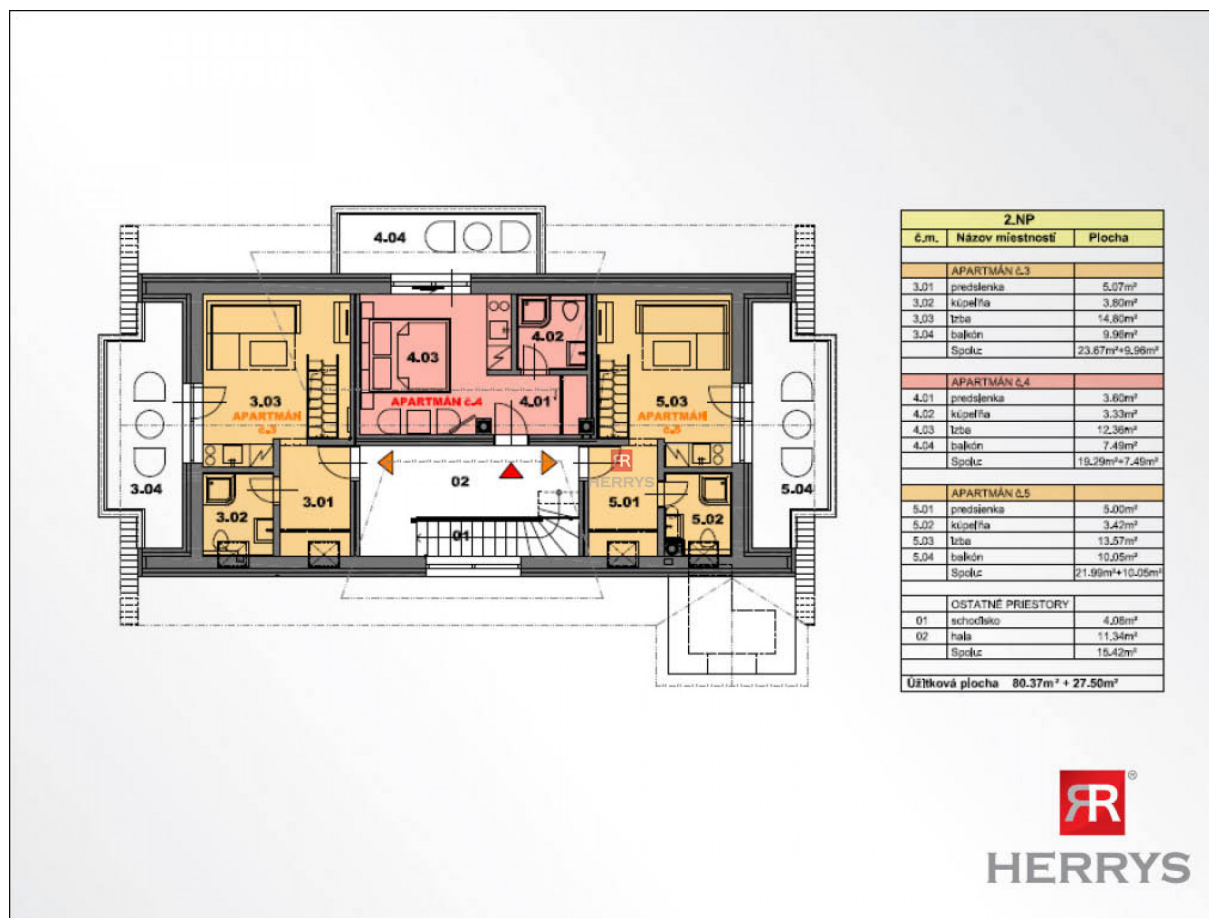 4.04
4.02
4.03
3.03
APARTMÁN č.4
4.01
5.03
APARTMÁN
č.3
APARTMÁN
č.5
3.04
3.02
3.01
02
HERRYS
5.01
5.02
5.04
01
2.NP
č.m. Názov miestnosti Plocha
APARTMÁN č.3
3.01 predsienka 5.07m²
3.02 kúpeľňa 3.80m²
3.03 Izba 14.80m²
3.04 balkón
Spolu: 23.67m²+9.96m²
APARTMÁN č.4
4.01 predsienka 3.60m²
4.02 kúpeľňa 3.33m²
4.03 Izba 12.36m²
4.04 balkón 7.49m²
Spolu: 19.29m²+7.49m²
APARTMÁN č.5
5.01 predsienka 5.00m²
5.02 kúpeľňa 3.42m²
5.03 Izba 13.57m²
5.04 balkón 10.05m²
Spolu: 21.99m²+10.05m²
OSTATNÉ PRIESTORY
01 schodisko 4.08m²
02 hala 11.34m²
Spolu: 15.42m²
Úžitková plocha 80.37m² + 27.50m²
RR ®
HERRYS